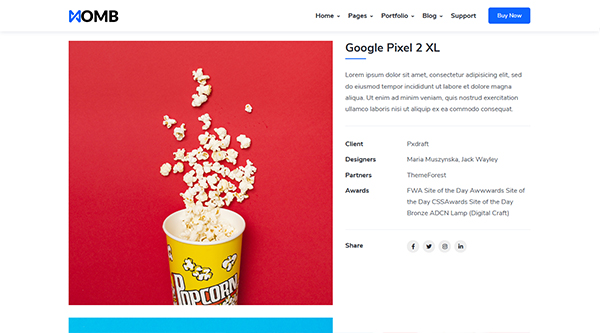 XOMB
Home Pages Portfolio Blog Support Buy Now
Google Pixel 2 XL
Lorem ipsum dolor sit amet, consectetur adipisicing elit, sed
do eiusmod tempor incididunt ut labore et dolore magna
aliqua. Ut enim ad minim veniam, quis nostrud exercitation
ullamco laboris nisi ut aliquip ex ea commodo consequat.
Client Pxdraft
Designers Maria Muszynska, Jack Wayley
Partners ThemeForest
Awards FWA Site of the Day Awwwards Site of
the Day CSSAwards Site of the Day
Bronze ADCN Lamp (Digital Craft)
Share
POPCORN